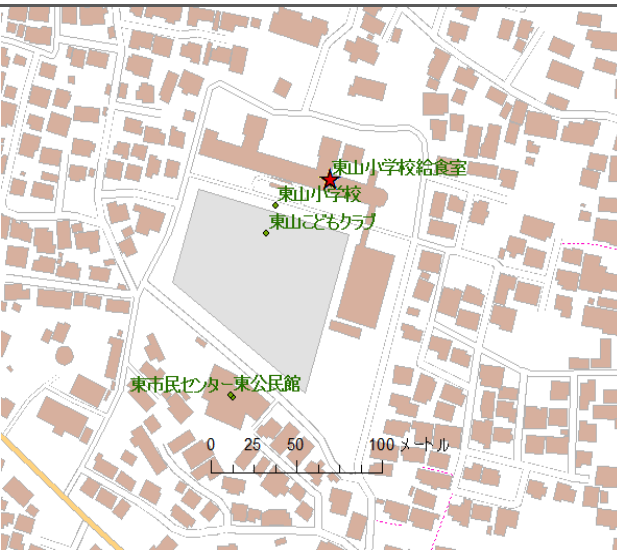 東山小学校給食室
東山小学校
東山こどもクラブ
東市民センター東公民館
0 25 50 100 メートル